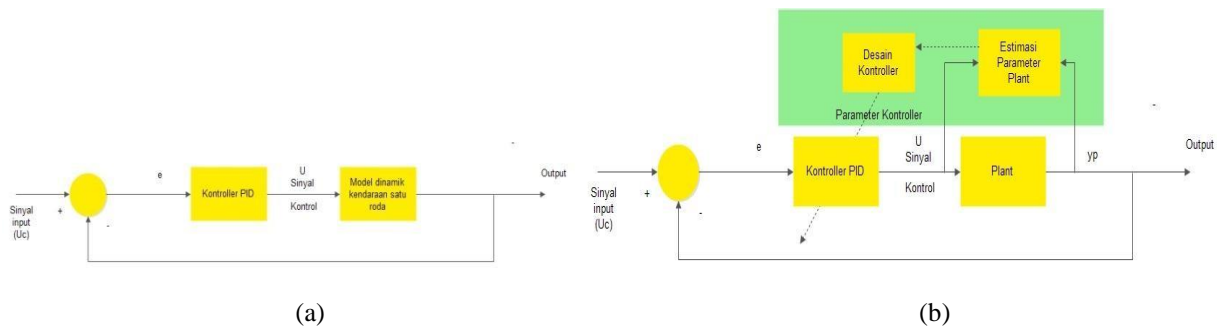 e
Kontroller PID
U
Sinyal
Kontrol
Model dinamik
kendaraan satu
roda
-
Output
Sinyal
input
(Uc)
+
-
(a)
Desain
Kontroller
Estimasi
Parameter
Plant
Parameter Kontroller
e
Kontroller PID
U
Sinyal
Kontrol
Plant
yp
-
Output
Sinyal
input
(Uc)
+
-
(b)